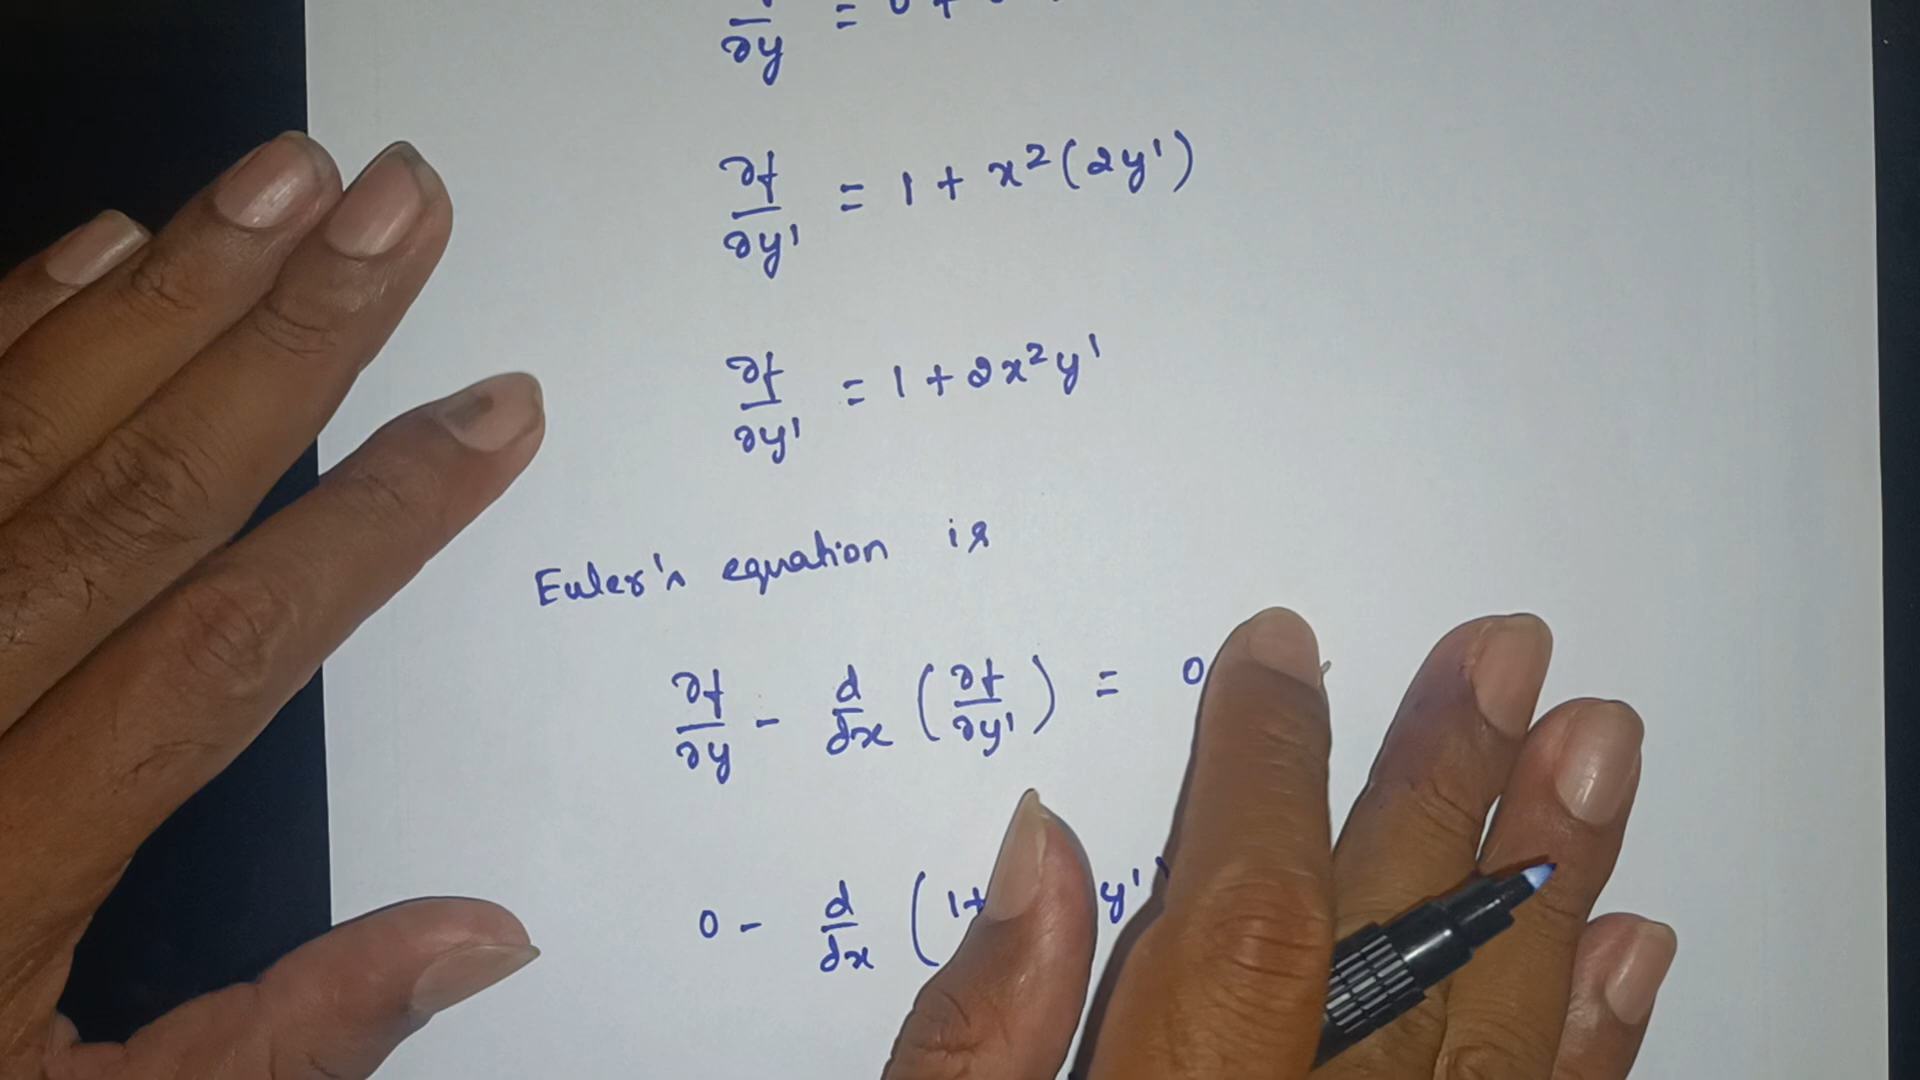 ∂y = 0 +
∂f/∂y' = 1 + x²(2y')
∂f/∂y' = 1 + 2x²y'
Euler's equation is
∂f/∂y - d/dx (∂f/∂y') = 0
0 - d/dx (1+ y'